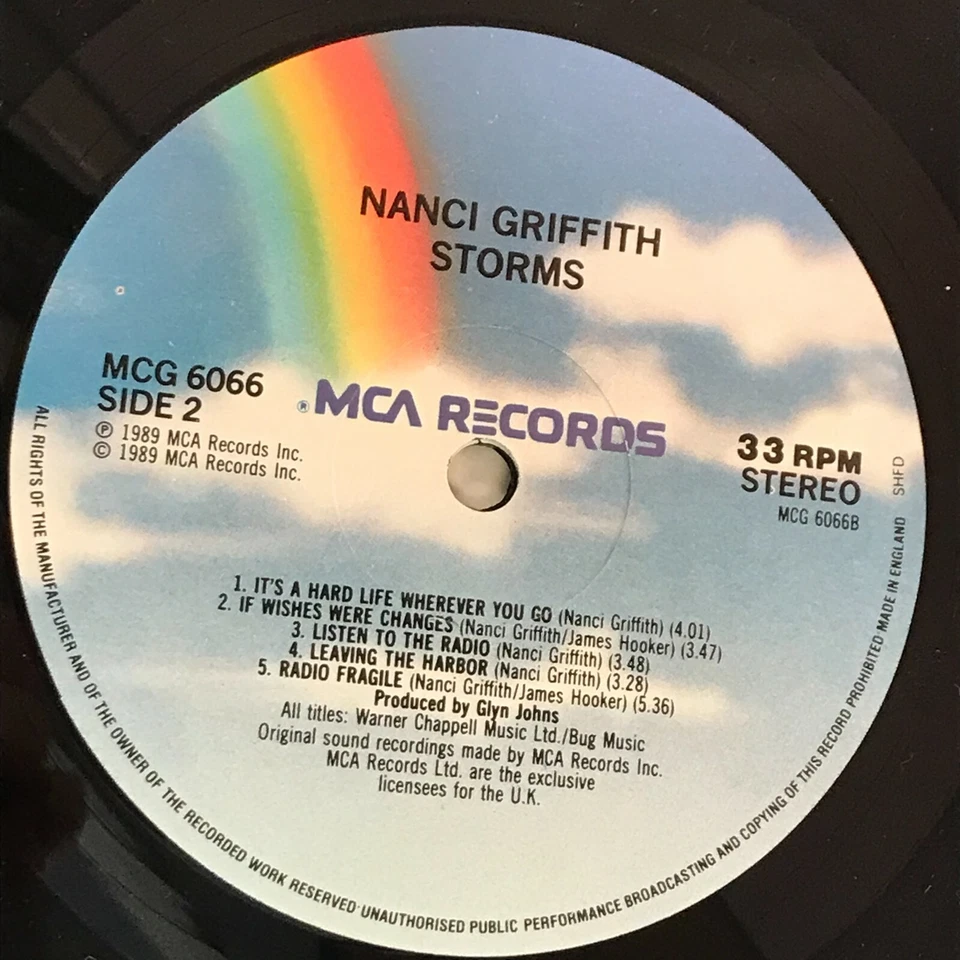 NANCI GRIFFITH
STORMS
MCG 6066
SIDE 2
℗ 1989 MCA Records Inc.
© 1989 MCA Records Inc.
® MCA RECORDS
33 RPM
STEREO
MCG 6066B
1. IT'S A HARD LIFE WHEREVER YOU GO (Nanci Griffith) (4.01)
2. IF WISHES WERE CHANGES (Nanci Griffith/James Hooker) (3.47)
3. LISTEN TO THE RADIO (Nanci Griffith) (3.48)
4. LEAVING THE HARBOR (Nanci Griffith) (3.28)
5. RADIO FRAGILE (Nanci Griffith/James Hooker) (5.36)
Produced by Glyn Johns
All titles: Warner Chappell Music Ltd./Bug Music
Original sound recordings made by MCA Records Inc.
MCA Records Ltd. are the exclusive
licensees for the U.K.
ALL RIGHTS OF THE MANUFACTURER AND OF THE OWNER OF THE RECORDED WORK RESERVED·UNAUTHORISED PUBLIC PERFORMANCE BROADCASTING AND COPYING OF THIS RECORD PROHIBITED MADE IN ENGLAND SHFD